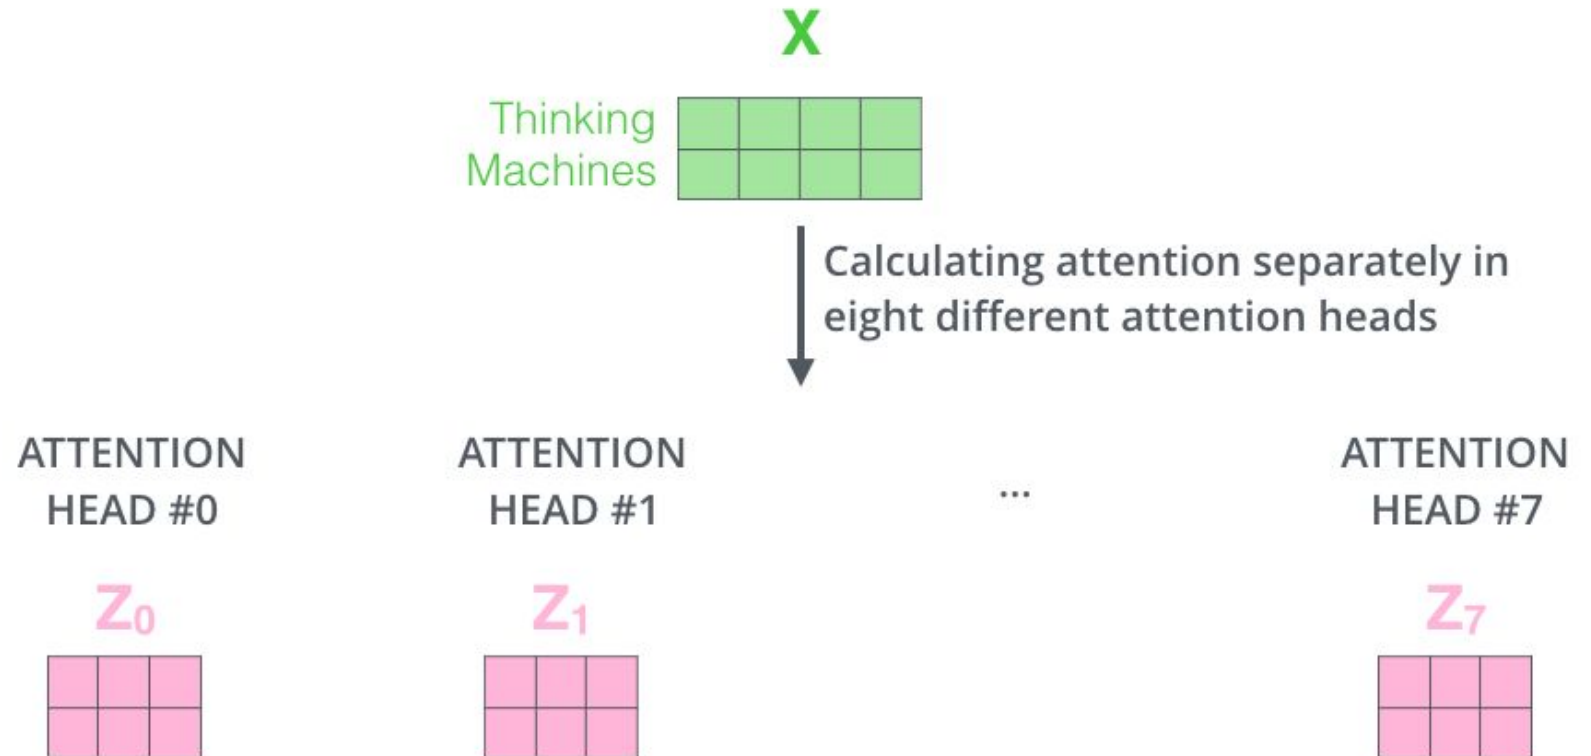 X
Thinking
Machines
Calculating attention separately in
eight different attention heads
ATTENTION
HEAD #0
ATTENTION
HEAD #1
...
ATTENTION
HEAD #7
Z0
Z1
Z7